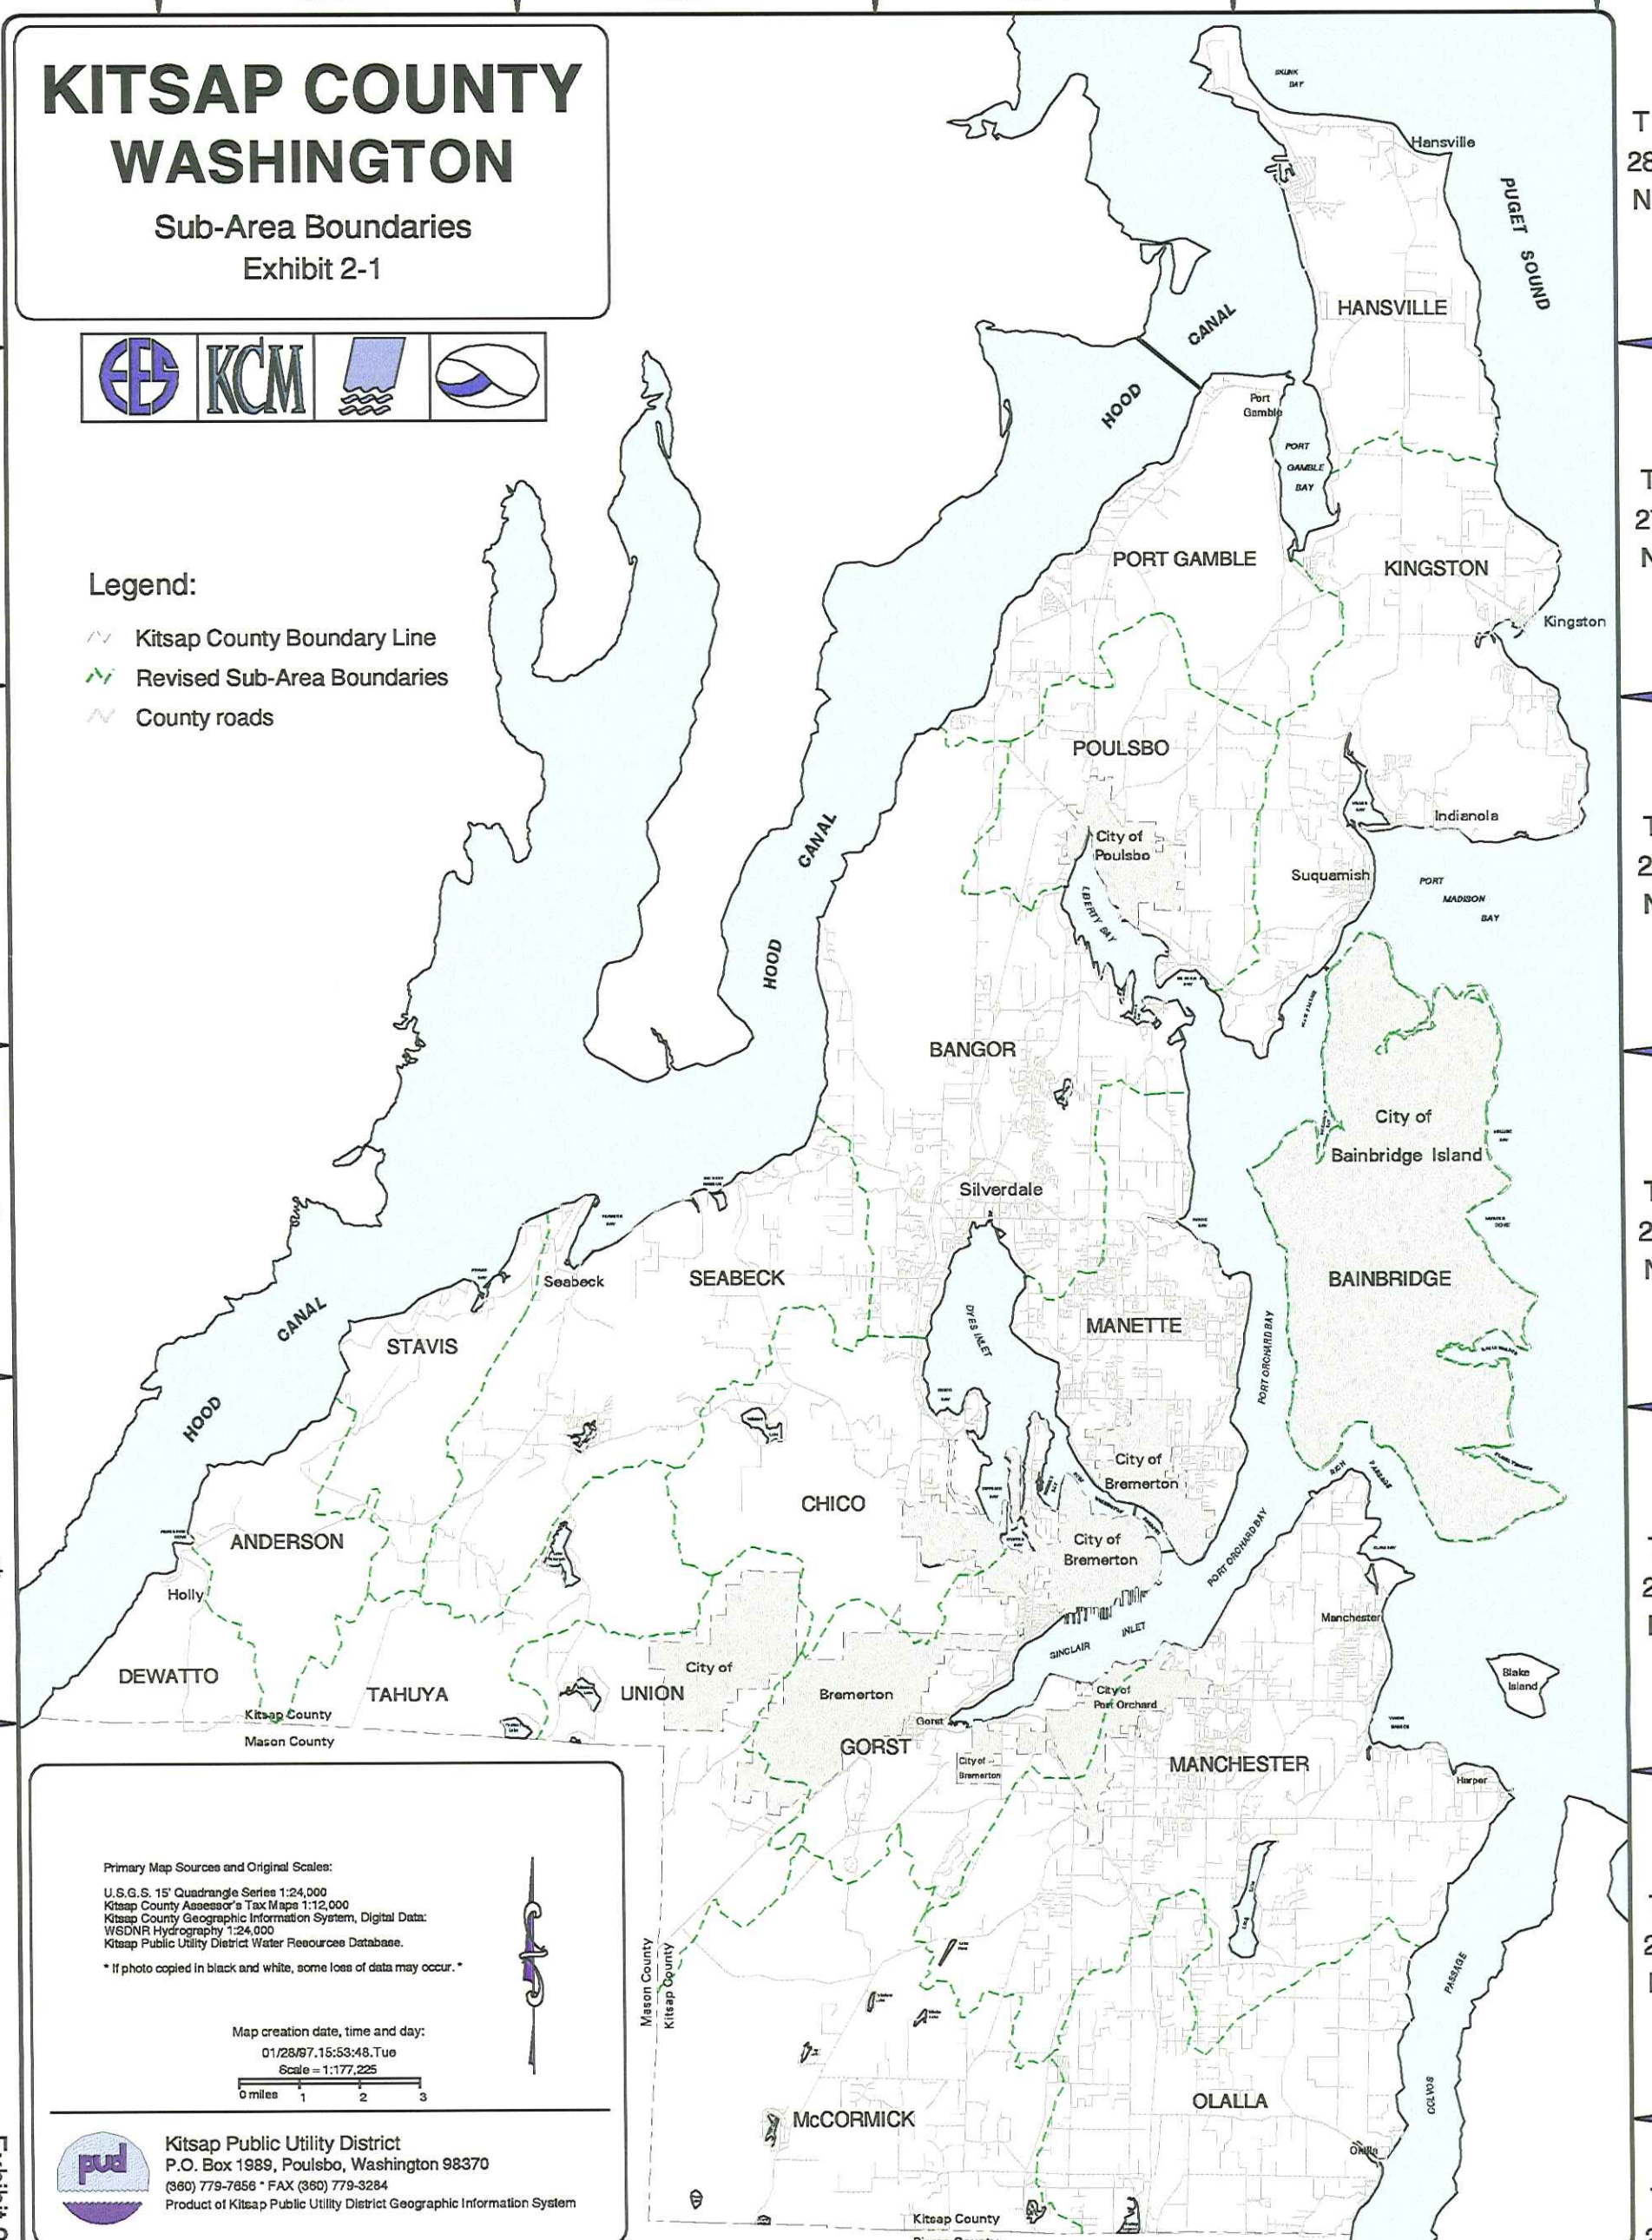 KITSAP COUNTY
WASHINGTON
Sub-Area Boundaries
Exhibit 2-1
EES
KCM
Legend:
Kitsap County Boundary Line
Revised Sub-Area Boundaries
County roads
SKUNK
BAY
Hansville
PUGET SOUND
HANSVILLE
CANAL
HOOD
Port
Gamble
PORT
GAMBLE
BAY
PORT GAMBLE
KINGSTON
Kingston
POULSBO
City of
Poulsbo
LIBERTY BAY
Indianola
Suquamish
PORT
MADISON
BAY
CANAL
HOOD
BANGOR
City of
Bainbridge Island
BAINBRIDGE
Silverdale
SEABECK
Seabeck
DYES INLET
MANETTE
PORT ORCHARD BAY
STAVIS
CANAL
HOOD
City of
Bremerton
RICH
PASSAGE
CHICO
City of
Bremerton
PORT ORCHARD BAY
ANDERSON
Holly
Manchester
SINCLAIR
INLET
Blake
Island
DEWATTO
TAHUYA
UNION
City of
Bremerton
City of
Port Orchard
Gorst
GORST
City of
Bremerton
MANCHESTER
Harper
Kitsap County
Mason County
Primary Map Sources and Original Scales:
U.S.G.S. 15' Quadrangle Series 1:24,000
Kitsap County Assessor's Tax Maps 1:12,000
Kitsap County Geographic Information System, Digital Data:
WSDNR Hydrography 1:24,000
Kitsap Public Utility District Water Resources Database.
* If photo copied in black and white, some loss of data may occur. *
Map creation date, time and day:
01/28/97.15:53:48.Tue
Scale = 1:177,225
0 miles 1 2 3
pud
Kitsap Public Utility District
P.O. Box 1989, Poulsbo, Washington 98370
(360) 779-7656 * FAX (360) 779-3284
Product of Kitsap Public Utility District Geographic Information System
Mason County
Kitsap County
McCORMICK
OLALLA
Olalla
PASSAGE
COLVOS
Kitsap County
T
28
N